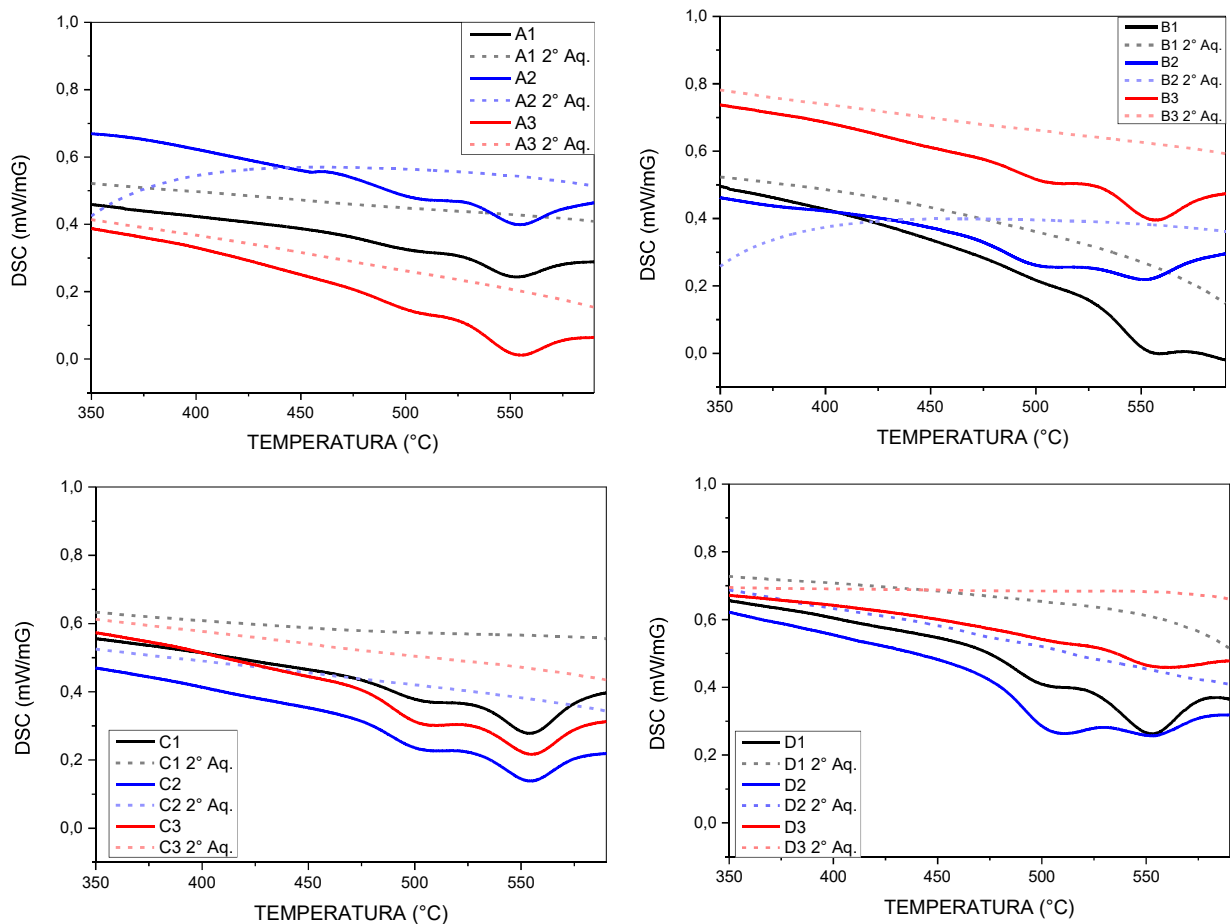 1,0
0,8
0,6
0,4
0,2
0,0
DSC (mW/mG)
350 400 450 500 550
TEMPERATURA (°C)
A1
A1 2° Aq.
A2
A2 2° Aq.
A3
A3 2° Aq.
1,0
0,8
0,6
0,4
0,2
0,0
DSC (mW/mG)
350 400 450 500 550
TEMPERATURA (°C)
B1
B1 2° Aq.
B2
B2 2° Aq.
B3
B3 2° Aq.
1,0
0,8
0,6
0,4
0,2
0,0
DSC (mW/mG)
350 400 450 500 550
TEMPERATURA (°C)
C1
C1 2° Aq.
C2
C2 2° Aq.
C3
C3 2° Aq.
1,0
0,8
0,6
0,4
0,2
0,0
DSC (mW/mG)
350 400 450 500 550
TEMPERATURA (°C)
D1
D1 2° Aq.
D2
D2 2° Aq.
D3
D3 2° Aq.